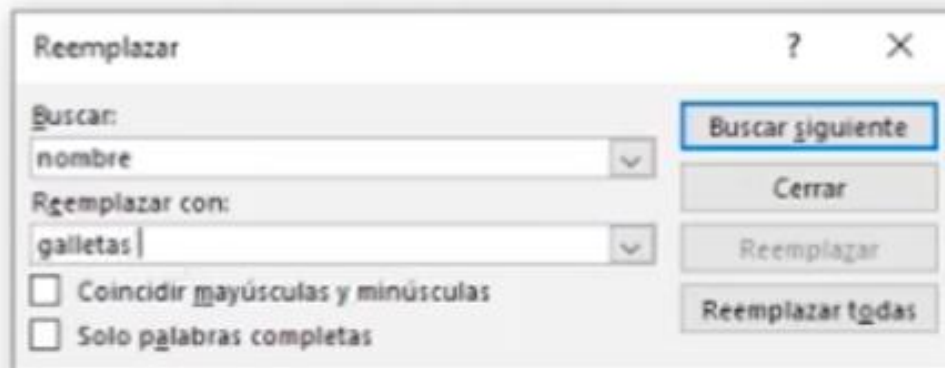 Reemplazar
Buscar:
nombre
Reemplazar con:
galletas
Coincidir mayúsculas y minúsculas
Solo palabras completas
?
Buscar siguiente
Cerrar
Reemplazar
Reemplazar todas